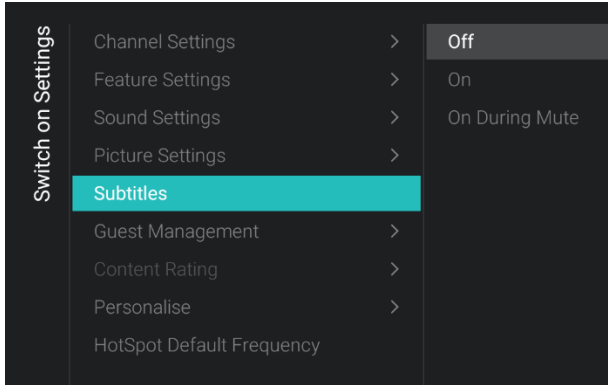 Switch on Settings
Channel Settings
Feature Settings
Sound Settings
Picture Settings
Subtitles
Guest Management
Content Rating
Personalise
HotSpot Default Frequency
Off
On
On During Mute